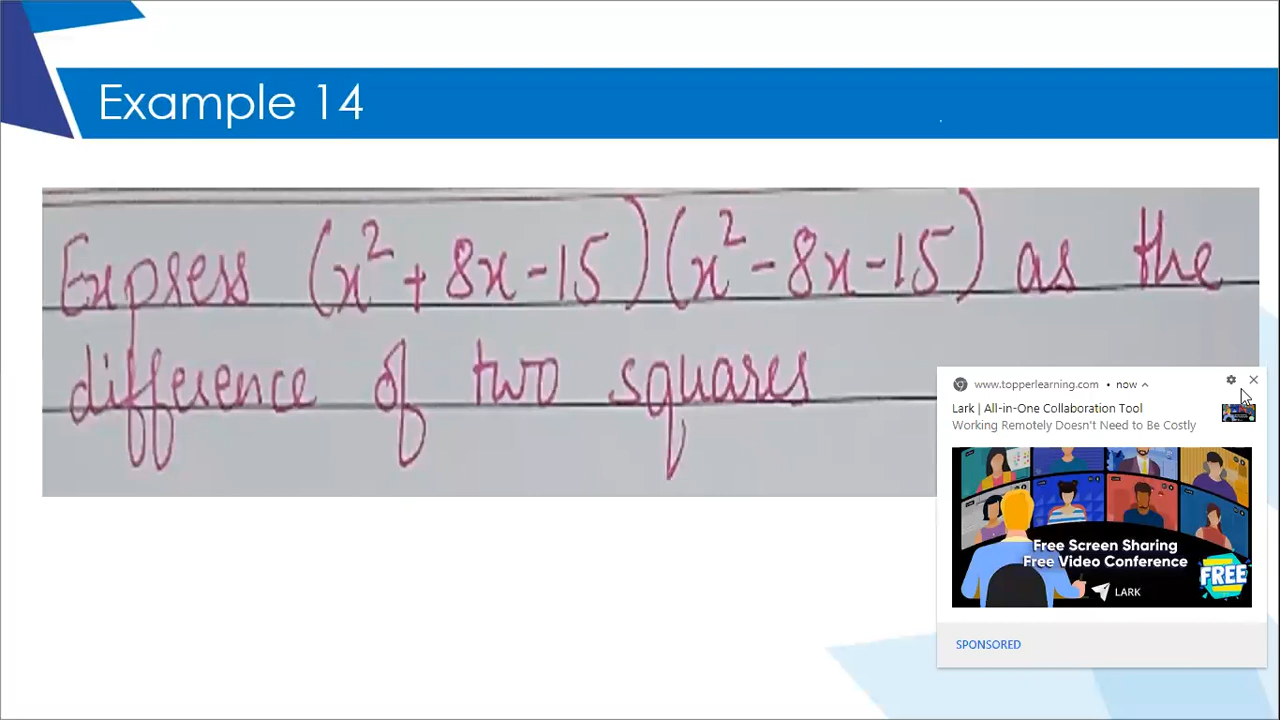 Example 14
Express (x² + 8x - 15) (x² - 8x - 15) as the
difference of two squares
www.topperlearning.com • now
Lark | All-in-One Collaboration Tool
Working Remotely Doesn't Need to Be Costly
Free Screen Sharing
Free Video Conference
FREE
LARK
SPONSORED